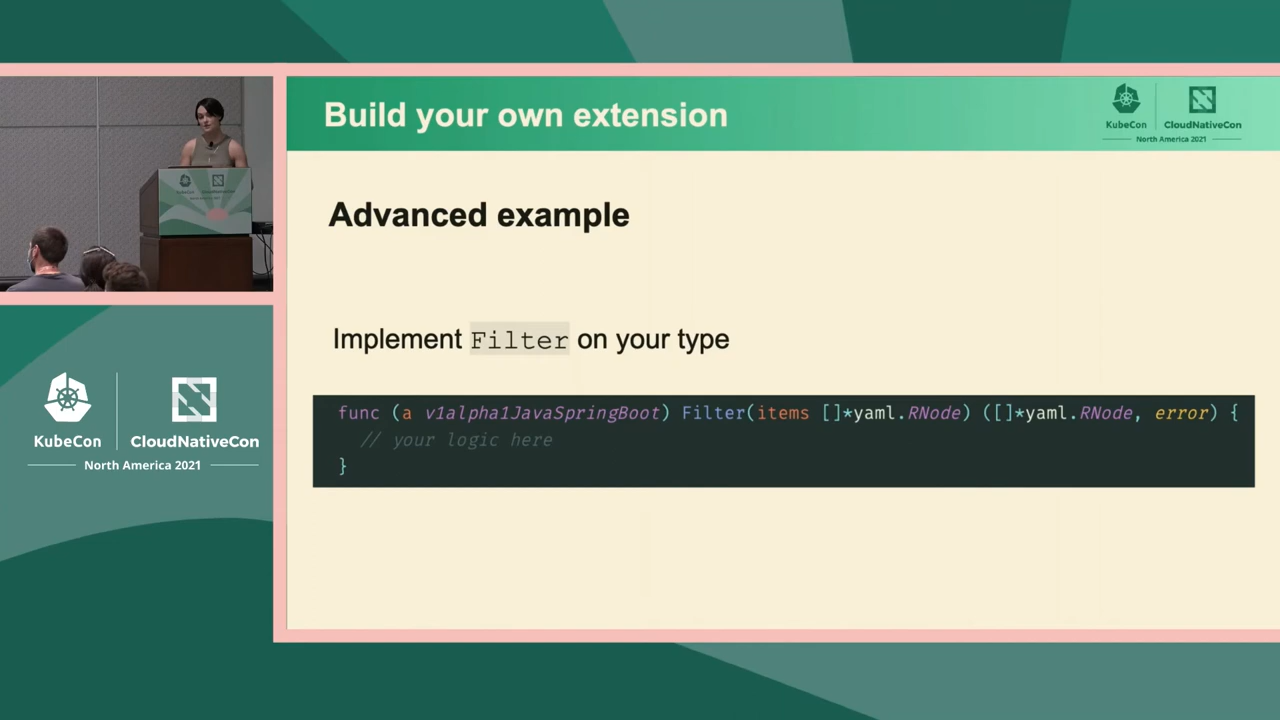 Build your own extension
KubeCon
CloudNativeCon
North America 2021
Advanced example
Implement Filter on your type
func (a v1alpha1JavaSpringBoot) Filter(items []*yaml.RNode) ([]*yaml.RNode, error) {
// your logic here
}
KubeCon
CloudNativeCon
North America 2021